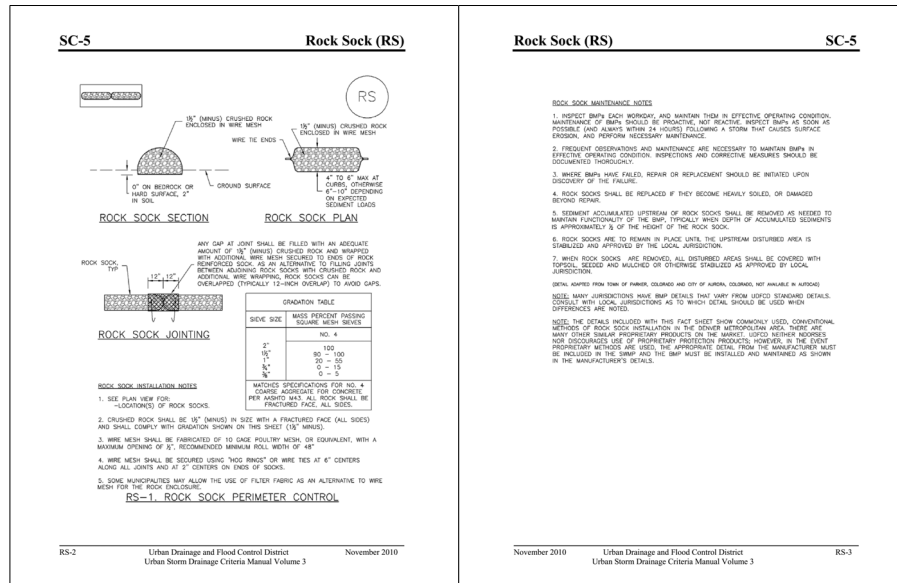 SC-5 Rock Sock (RS)
RS
1½" (MINUS) CRUSHED ROCK
ENCLOSED IN WIRE MESH
1½" (MINUS) CRUSHED ROCK
ENCLOSED IN WIRE MESH
WIRE TIE ENDS
0" ON BEDROCK OR
HARD SURFACE, 2"
IN SOIL
GROUND SURFACE
4" TO 6" MAX AT
CURBS, OTHERWISE
6"-10" DEPENDING
ON EXPECTED
SEDIMENT LOADS
ROCK SOCK SECTION
ROCK SOCK PLAN
ANY GAP AT JOINT SHALL BE FILLED WITH AN ADEQUATE
AMOUNT OF 1½" (MINUS) CRUSHED ROCK AND WRAPPED
WITH ADDITIONAL WIRE MESH SECURED TO ENDS OF ROCK
REINFORCED SOCK. AS AN ALTERNATIVE TO FILLING JOINTS
BETWEEN ADJOINING ROCK SOCKS WITH CRUSHED ROCK AND
ADDITIONAL WIRE WRAPPING, ROCK SOCKS CAN BE
OVERLAPPED (TYPICALLY 12-INCH OVERLAP) TO AVOID GAPS.
ROCK SOCK,
TYP
12" 12"
ROCK SOCK JOINTING
GRADATION TABLE
SIEVE SIZE
MASS PERCENT PASSING
SQUARE MESH SIEVES
NO. 4
2" 100
1½" 90 - 100
1" 20 - 55
¾" 0 - 15
⅜" 0 - 5
MATCHES SPECIFICATIONS FOR NO. 4
COARSE AGGREGATE FOR CONCRETE
PER AASHTO M43. ALL ROCK SHALL BE
FRACTURED FACE, ALL SIDES.
ROCK SOCK INSTALLATION NOTES
1. SEE PLAN VIEW FOR:
-LOCATION(S) OF ROCK SOCKS.
2. CRUSHED ROCK SHALL BE 1½" (MINUS) IN SIZE WITH A FRACTURED FACE (ALL SIDES)
AND SHALL COMPLY WITH GRADATION SHOWN ON THIS SHEET (1½" MINUS).
3. WIRE MESH SHALL BE FABRICATED OF 10 GAGE POULTRY MESH, OR EQUIVALENT, WITH A
MAXIMUM OPENING OF ½", RECOMMENDED MINIMUM ROLL WIDTH OF 48"
4. WIRE MESH SHALL BE SECURED USING "HOG RINGS" OR WIRE TIES AT 6" CENTERS
ALONG ALL JOINTS AND AT 2" CENTERS ON ENDS OF SOCKS.
5. SOME MUNICIPALITIES MAY ALLOW THE USE OF FILTER FABRIC AS AN ALTERNATIVE TO WIRE
MESH FOR THE ROCK ENCLOSURE.
RS-1. ROCK SOCK PERIMETER CONTROL
RS-2 Urban Drainage and Flood Control District November 2010
Urban Storm Drainage Criteria Manual Volume 3
Rock Sock (RS) SC-5
ROCK SOCK MAINTENANCE NOTES
1. INSPECT BMPs EACH WORKDAY, AND MAINTAIN THEM IN EFFECTIVE OPERATING CONDITION.
MAINTENANCE OF BMPs SHOULD BE PROACTIVE, NOT REACTIVE. INSPECT BMPs AS SOON AS
POSSIBLE (AND ALWAYS WITHIN 24 HOURS) FOLLOWING A STORM THAT CAUSES SURFACE
EROSION, AND PERFORM NECESSARY MAINTENANCE.
2. FREQUENT OBSERVATIONS AND MAINTENANCE ARE NECESSARY TO MAINTAIN BMPs IN
EFFECTIVE OPERATING CONDITION. INSPECTIONS AND CORRECTIVE MEASURES SHOULD BE
DOCUMENTED THOROUGHLY.
3. WHERE BMPs HAVE FAILED, REPAIR OR REPLACEMENT SHOULD BE INITIATED UPON
DISCOVERY OF THE FAILURE.
4. ROCK SOCKS SHALL BE REPLACED IF THEY BECOME HEAVILY SOILED, OR DAMAGED
BEYOND REPAIR.
5. SEDIMENT ACCUMULATED UPSTREAM OF ROCK SOCKS SHALL BE REMOVED AS NEEDED TO
MAINTAIN FUNCTIONALITY OF THE BMP, TYPICALLY WHEN DEPTH OF ACCUMULATED SEDIMENTS
IS APPROXIMATELY ½ OF THE HEIGHT OF THE ROCK SOCK.
6. ROCK SOCKS ARE TO REMAIN IN PLACE UNTIL THE UPSTREAM DISTURBED AREA IS
STABILIZED AND APPROVED BY THE LOCAL JURISDICTION.
7. WHEN ROCK SOCKS ARE REMOVED, ALL DISTURBED AREAS SHALL BE COVERED WITH
TOPSOIL, SEEDED AND MULCHED OR OTHERWISE STABILIZED AS APPROVED BY LOCAL
JURISDICTION.
(DETAIL ADAPTED FROM TOWN OF PARKER, COLORADO AND CITY OF AURORA, COLORADO, NOT AVAILABLE IN AUTOCAD)
NOTE: MANY JURISDICTIONS HAVE BMP DETAILS THAT VARY FROM UDFCD STANDARD DETAILS.
CONSULT WITH LOCAL JURISDICTIONS AS TO WHICH DETAIL SHOULD BE USED WHEN
DIFFERENCES ARE NOTED.
NOTE: THE DETAILS INCLUDED WITH THIS FACT SHEET SHOW COMMONLY USED, CONVENTIONAL
METHODS OF ROCK SOCK INSTALLATION IN THE DENVER METROPOLITAN AREA. THERE ARE
MANY OTHER SIMILAR PROPRIETARY PRODUCTS ON THE MARKET. UDFCD NEITHER NDORSES
NOR DISCOURAGES USE OF PROPRIETARY PROTECTION PRODUCTS; HOWEVER, IN THE EVENT
PROPRIETARY METHODS ARE USED, THE APPROPRIATE DETAIL FROM THE MANUFACTURER MUST
BE INCLUDED IN THE SWMP AND THE BMP MUST BE INSTALLED AND MAINTAINED AS SHOWN
IN THE MANUFACTURER'S DETAILS.
November 2010 Urban Drainage and Flood Control District RS-3
Urban Storm Drainage Criteria Manual Volume 3